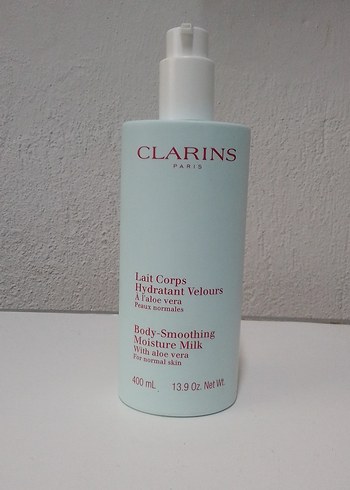 CLARINS
PARIS
Lait Corps
Hydratant Velours
À l'aloe vera
Peaux normales
Body-Smoothing
Moisture Milk
With aloe vera
For normal skin
400 mL 13.9 Oz. Net Wt.